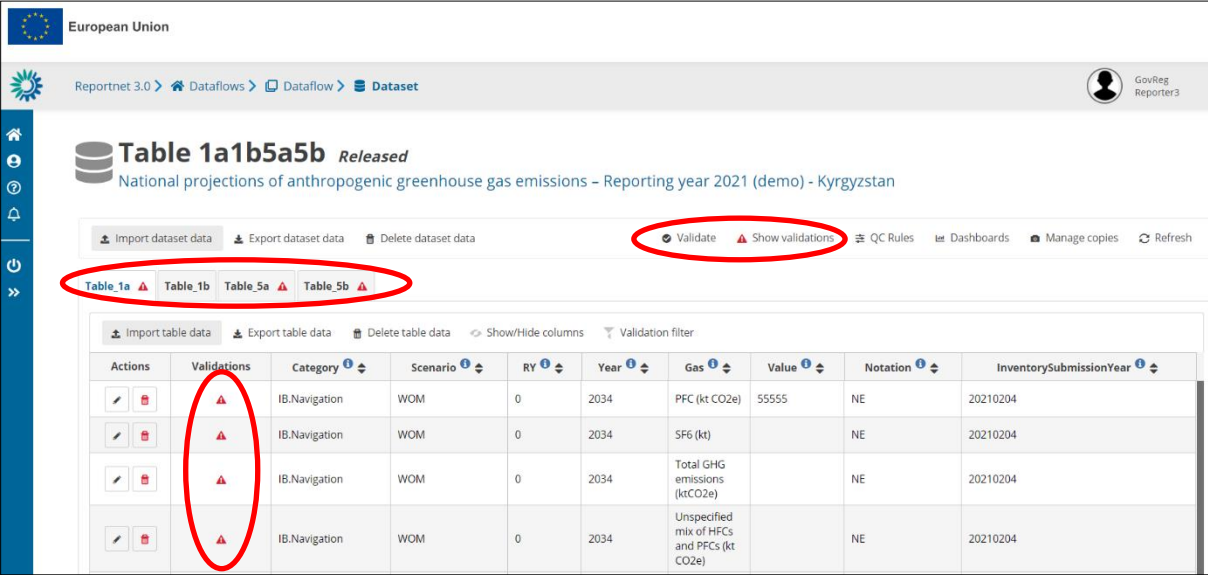 European Union
Reportnet 3.0 Dataflows Dataflow Dataset
GovReg
Reporter3
Table 1a1b5a5b Released
National projections of anthropogenic greenhouse gas emissions – Reporting year 2021 (demo) - Kyrgyzstan
Import dataset data Export dataset data Delete dataset data Validate Show validations QC Rules Dashboards Manage copies Refresh
Table_1a Table_1b Table_5a Table_5b
Import table data Export table data Delete table data Show/Hide columns Validation filter
Actions Validations Category Scenario RY Year Gas Value Notation InventorySubmissionYear
IB.Navigation WOM 0 2034 PFC (kt CO2e) 55555 NE 20210204
IB.Navigation WOM 0 2034 SF6 (kt) NE 20210204
IB.Navigation WOM 0 2034 Total GHG
emissions
(ktCO2e) NE 20210204
IB.Navigation WOM 0 2034 Unspecified
mix of HFCs
and PFCs (kt
CO2e) NE 20210204